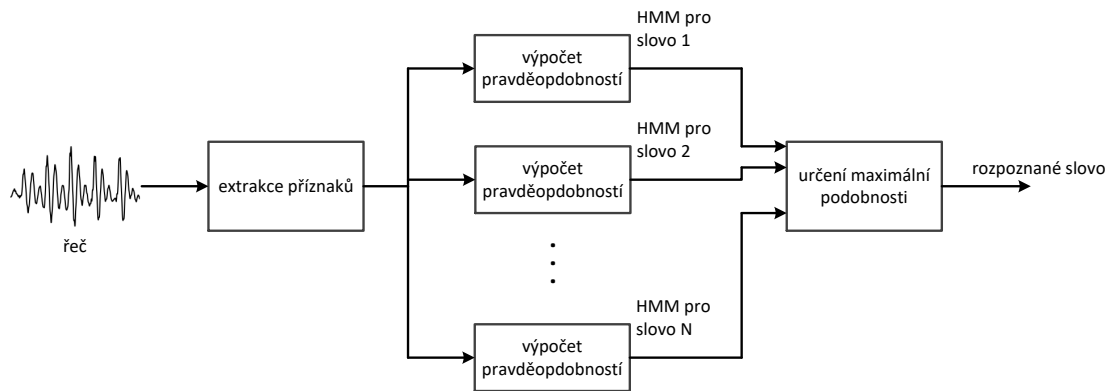 HMM pro
slovo 1
výpočet
pravděopdobností
HMM pro
slovo 2
výpočet
pravděopdobností
řeč
extrakce příznaků
určení maximální
podobnosti
rozpoznané slovo
HMM pro
slovo N
výpočet
pravděopdobností